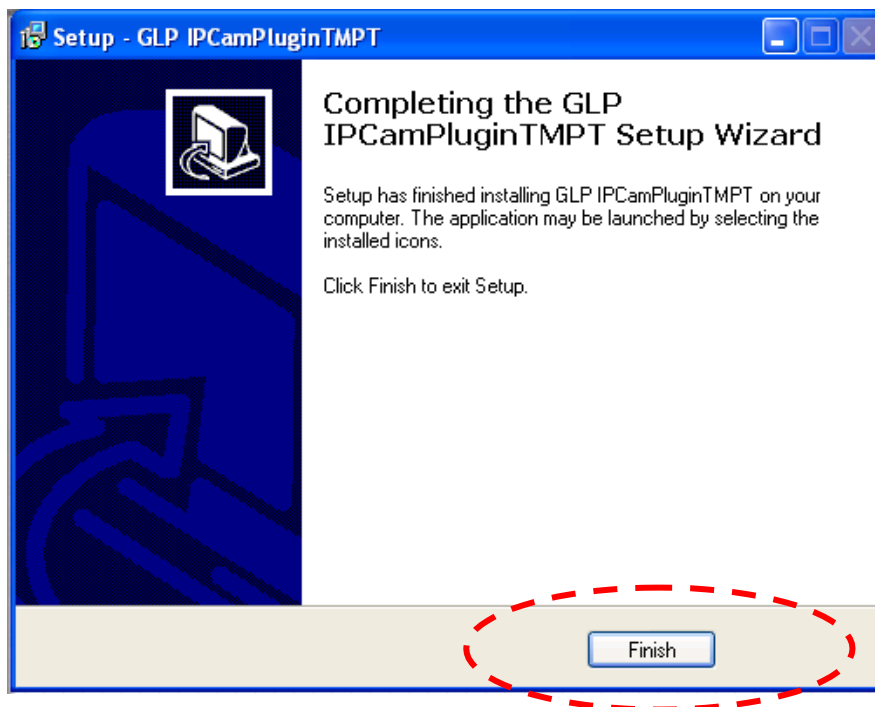 Setup - GLP IPCamPluginTMPT
Completing the GLP
IPCamPluginTMPT Setup Wizard
Setup has finished installing GLP IPCamPluginTMPT on your
computer. The application may be launched by selecting the
installed icons.
Click Finish to exit Setup.
Finish